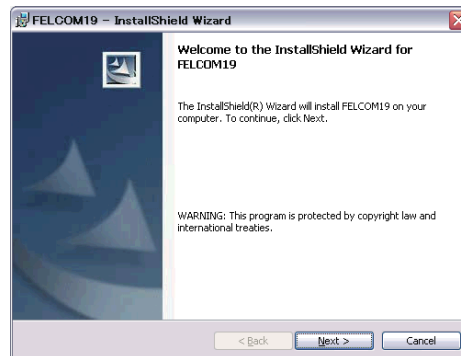 FELCOM19 - InstallShield Wizard
Welcome to the InstallShield Wizard for
FELCOM19
The InstallShield(R) Wizard will install FELCOM19 on your
computer. To continue, click Next.
WARNING: This program is protected by copyright law and
international treaties.
< Back
Next >
Cancel